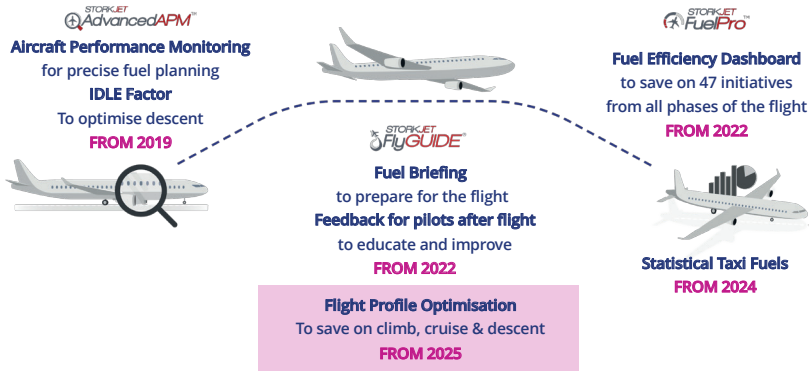 STORKJET
AdvancedAPM™
Aircraft Performance Monitoring
for precise fuel planning
IDLE Factor
To optimise descent
FROM 2019
STORKJET
FlyGUIDE®
Fuel Briefing
to prepare for the flight
Feedback for pilots after flight
to educate and improve
FROM 2022
Flight Profile Optimisation
To save on climb, cruise & descent
FROM 2025
STORKJET
FuelPro™
Fuel Efficiency Dashboard
to save on 47 initiatives
from all phases of the flight
FROM 2022
Statistical Taxi Fuels
FROM 2024